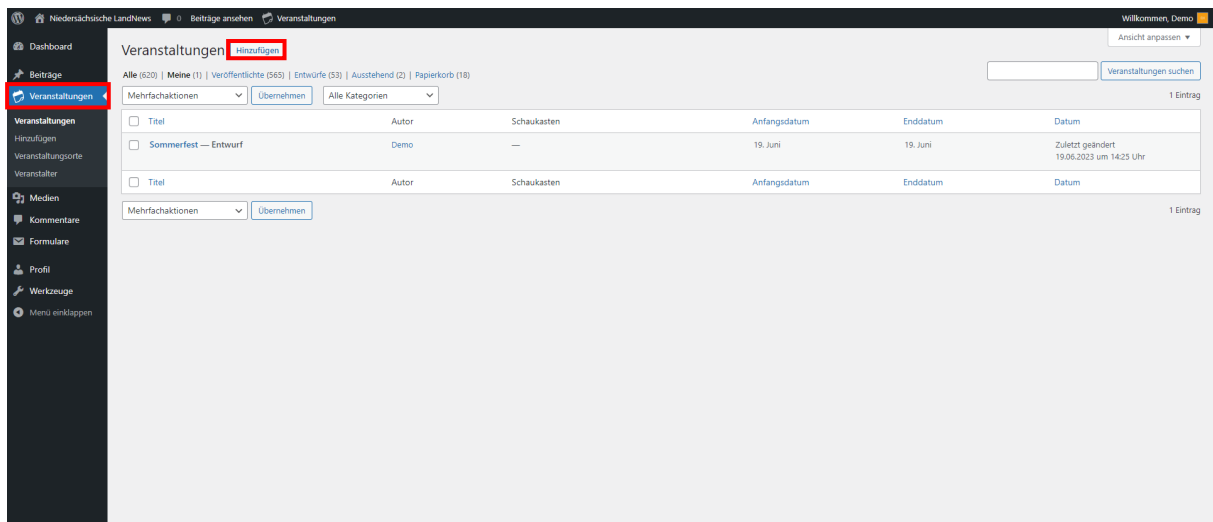 Niedersächsische LandNews 0 Beiträge ansehen Veranstaltungen Willkommen, Demo
Ansicht anpassen
Dashboard
Beiträge
Veranstaltungen
Veranstaltungen
Hinzufügen
Veranstaltungsorte
Veranstalter
Medien
Kommentare
Formulare
Profil
Werkzeuge
Menü einklappen
Veranstaltungen Hinzufügen
Alle (620) | Meine (1) | Veröffentlichte (565) | Entwürfe (53) | Ausstehend (2) | Papierkorb (18)
Veranstaltungen suchen
Mehrfachaktionen Übernehmen Alle Kategorien 1 Eintrag
Titel Autor Schaukasten Anfangsdatum Enddatum Datum
Sommerfest — Entwurf Demo — 19. Juni 19. Juni Zuletzt geändert
19.06.2023 um 14:25 Uhr
Titel Autor Schaukasten Anfangsdatum Enddatum Datum
Mehrfachaktionen Übernehmen 1 Eintrag